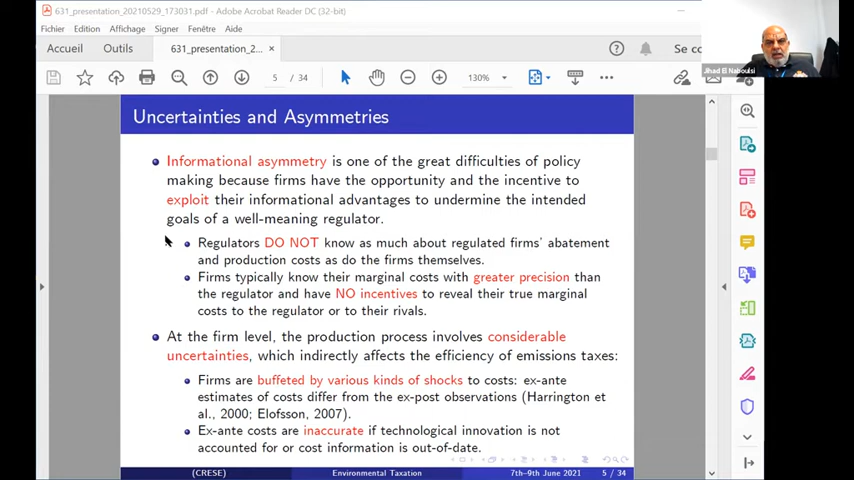 631_presentation_20210529_173031.pdf - Adobe Acrobat Reader DC (32-bit)
Fichier Edition Affichage Signer Fenêtre Aide
Accueil Outils 631_presentation_2... × Se co
5 / 34 130%
Jihad El Naboulsi
Uncertainties and Asymmetries
Informational asymmetry is one of the great difficulties of policy
making because firms have the opportunity and the incentive to
exploit their informational advantages to undermine the intended
goals of a well-meaning regulator.
Regulators DO NOT know as much about regulated firms' abatement
and production costs as do the firms themselves.
Firms typically know their marginal costs with greater precision than
the regulator and have NO incentives to reveal their true marginal
costs to the regulator or to their rivals.
At the firm level, the production process involves considerable
uncertainties, which indirectly affects the efficiency of emissions taxes:
Firms are buffeted by various kinds of shocks to costs: ex-ante
estimates of costs differ from the ex-post observations (Harrington et
al., 2000; Elofsson, 2007).
Ex-ante costs are inaccurate if technological innovation is not
accounted for or cost information is out-of-date.
(CRESE) Environmental Taxation 7th-9th June 2021 5 / 34